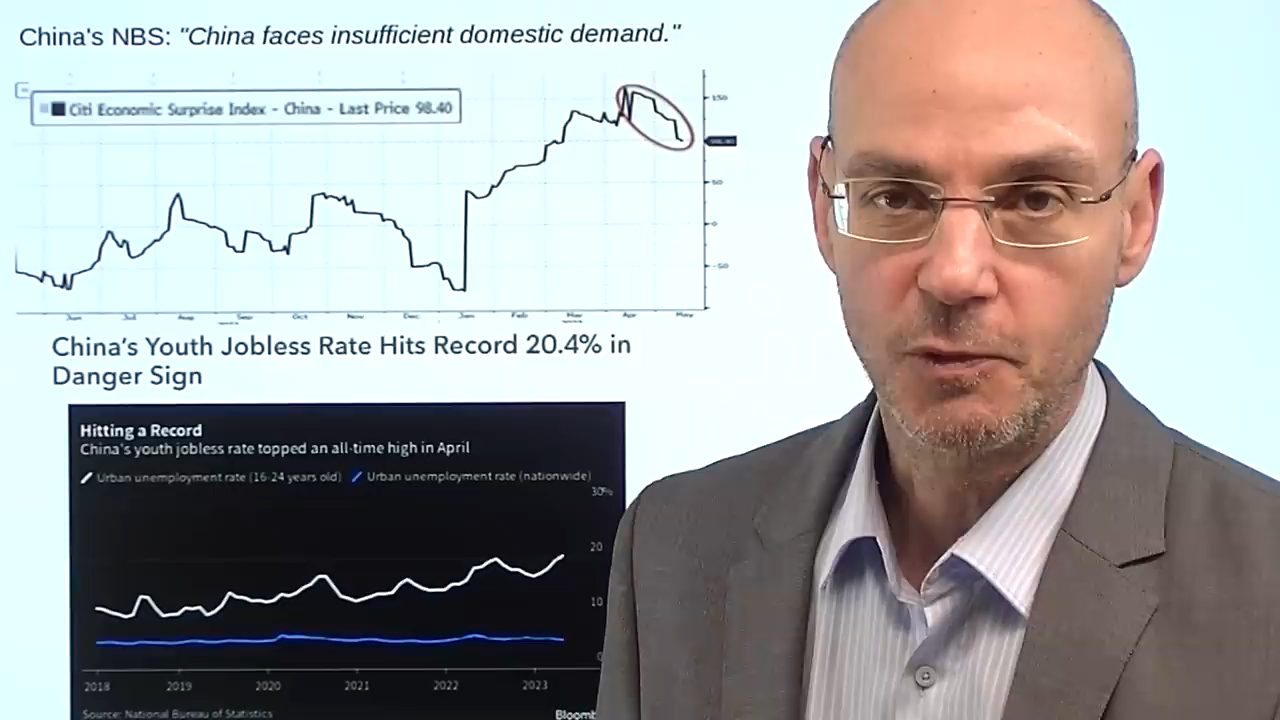 China's NBS: "China faces insufficient domestic demand."
Citi Economic Surprise Index - China - Last Price 98.40
150
50
0
-50
Jun Jul Aug Sep Oct Nov Dec Jan Feb Mar Apr May
China's Youth Jobless Rate Hits Record 20.4% in
Danger Sign
Hitting a Record
China's youth jobless rate topped an all-time high in April
Urban unemployment rate (16-24 years old) Urban unemployment rate (nationwide)
30%
20
10
0
2018 2019 2020 2021 2022 2023
Source: National Bureau of Statistics Bloomb